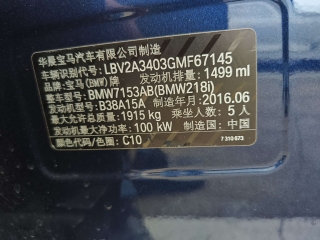 华晨宝马汽车有限公司制造
车辆识别代号: LBV2A3403GMF67145
品牌: 宝马(BMW)牌 发动机排量: 1499 ml
车辆型号: BMW7153AB(BMW218i)
发动机型号: B38A15A 制造年月: 2016.06
最大允许总质量: 1915 kg 乘坐人数: 5 人
发动机最大净功率: 100 kW 制造国: 中国
颜色代码/色圈: C10
7 310 673